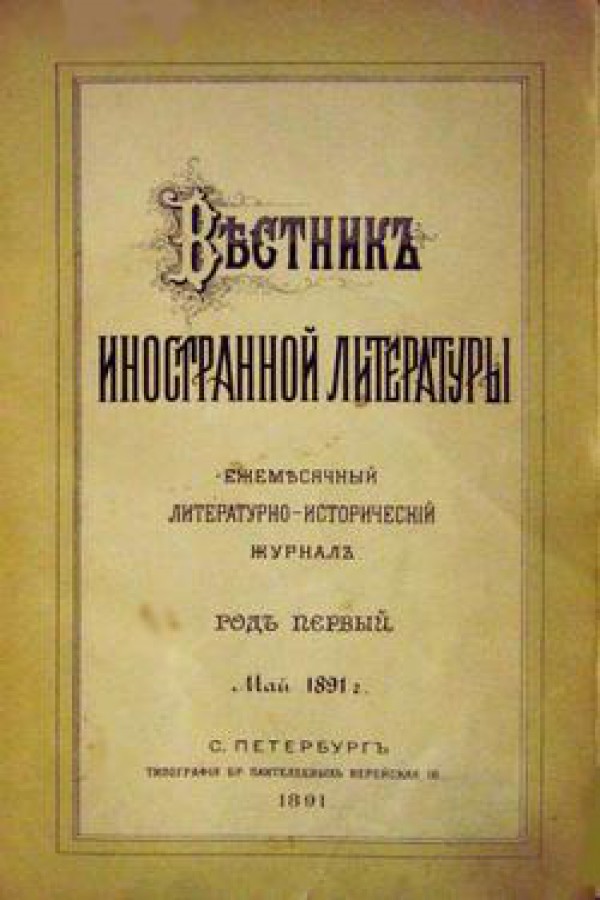 Вѣстникъ
ИНОСТРАННОЙ ЛИТЕРАТУРЫ
ЕЖЕМѢСЯЧНЫЙ
ЛИТЕРАТУРНО-ИСТОРИЧЕСКІЙ
ЖУРНАЛЪ
ГОДЪ ПЕРВЫЙ
Май 1891 г.
С. ПЕТЕРБУРГЪ
ТИПОГРАФІЯ БР. ПАНТЕЛЕЕВЫХЪ ВЕРЕЙСКАЯ 16
1891